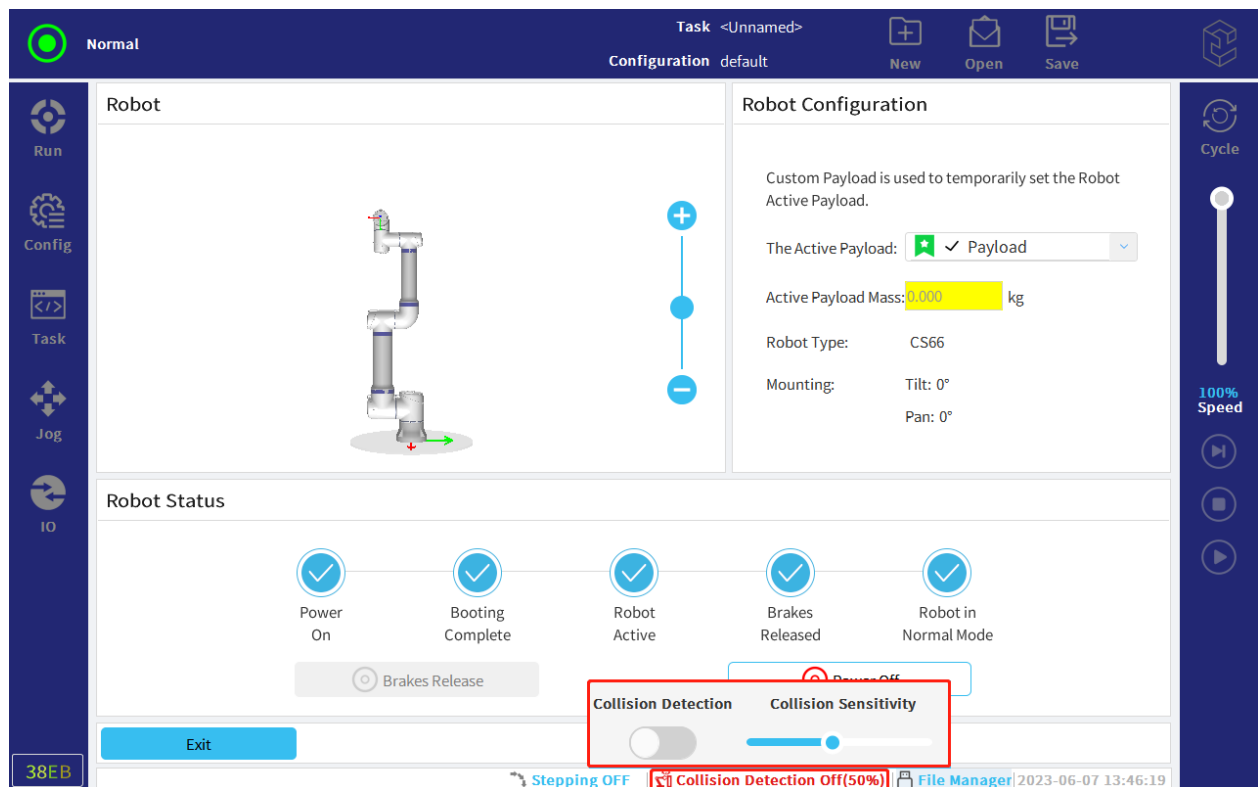 Normal
Task <Unnamed>
Configuration default
New
Open
Save
Run
Config
Task
Jog
IO
38EB
Robot
Robot Configuration
Custom Payload is used to temporarily set the Robot
Active Payload.
The Active Payload: Payload
Active Payload Mass: 0.000 kg
Robot Type: CS66
Mounting: Tilt: 0°
Pan: 0°
Cycle
100%
Speed
Robot Status
Power
On
Booting
Complete
Robot
Active
Brakes
Released
Robot in
Normal Mode
Brakes Release
Power Off
Collision Detection
Collision Sensitivity
Exit
Stepping OFF
Collision Detection Off(50%)
File Manager
2023-06-07 13:46:19